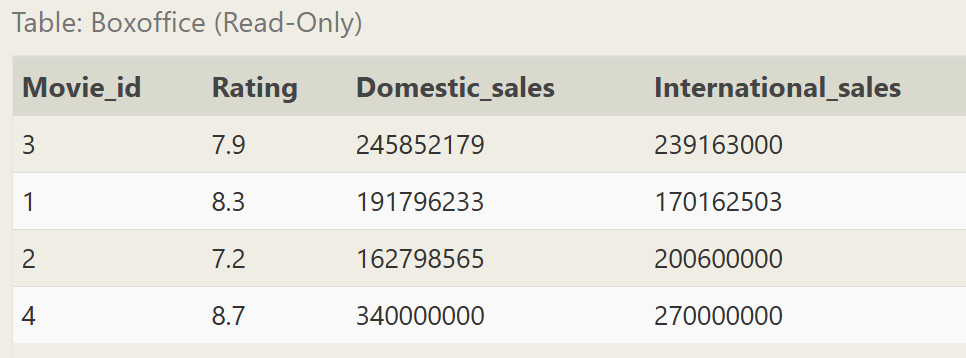 Table: Boxoffice (Read-Only)
Movie_id Rating Domestic_sales International_sales
3 7.9 245852179 239163000
1 8.3 191796233 170162503
2 7.2 162798565 200600000
4 8.7 340000000 270000000